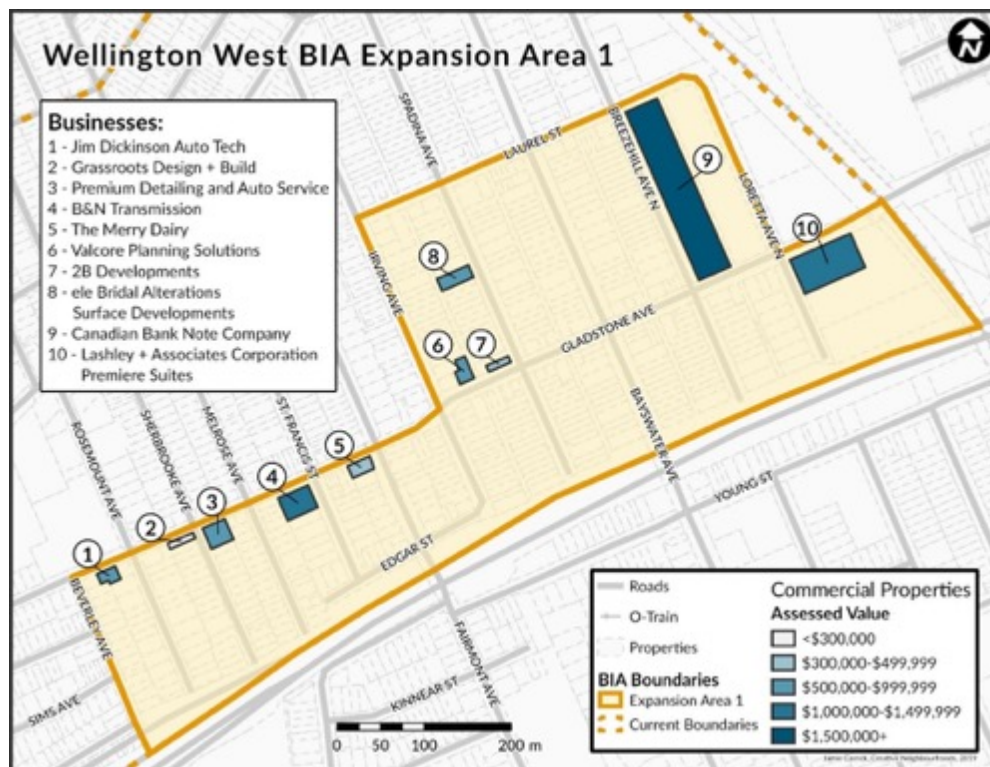 Wellington West BIA Expansion Area 1
N
Businesses:
1 - Jim Dickinson Auto Tech
2 - Grassroots Design + Build
3 - Premium Detailing and Auto Service
4 - B&N Transmission
5 - The Merry Dairy
6 - Valcore Planning Solutions
7 - 2B Developments
8 - ele Bridal Alterations
Surface Developments
9 - Canadian Bank Note Company
10 - Lashley + Associates Corporation
Premiere Suites
SPADINA AVE
LAUREL ST
BREEZEHILL AVE N
LORETTA AVE N
9
10
8
IRVING AVE
6
7
GLADSTONE AVE
BAYSWATER AVE
ROSEMOUNT AVE
SHERBROOKE AVE
MELROSE AVE
ST. FRANCIS ST
5
4
3
2
1
YOUNG ST
EDGAR ST
BEVERLEY AVE
FAIRMONT AVE
KINNEAR ST
SIMS AVE
0 50 100 200 m
Roads
O-Train
Properties
BIA Boundaries
Expansion Area 1
Current Boundaries
Commercial Properties
Assessed Value
<$300,000
$300,000-$499,999
$500,000-$999,999
$1,000,000-$1,499,999
$1,500,000+